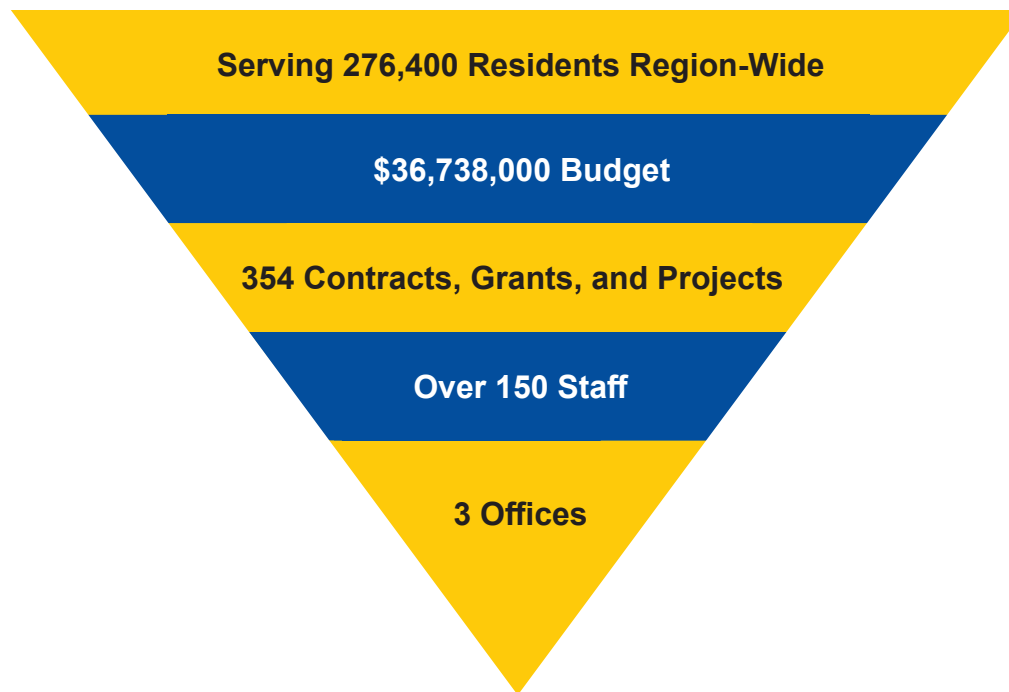 Serving 276,400 Residents Region-Wide
$36,738,000 Budget
354 Contracts, Grants, and Projects
Over 150 Staff
3 Offices